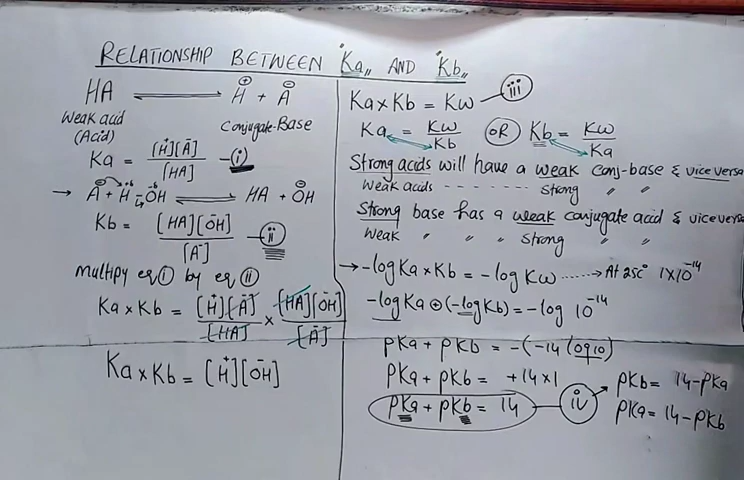 RELATIONSHIP BETWEEN "Ka" AND "Kb"
HA ⇌ H⊕ + A⊖
Weak acid
(Acid)
Conjugate-Base
Ka = [H⁺][A⁻] / [HA] —(i)
→ A⊖ + H⁺δ – OH⁻δ ⇌ HA + OH⊖
Kb = [HA][OH⁻] / [A⁻] —(ii)
multipy eq (i) by eq (ii)
Ka × Kb = [H⁺][A⁻] / [HA] × [HA][OH⁻] / [A⁻]
Ka × Kb = [H⁺][OH⁻]
Ka × Kb = Kw —(iii)
Ka = Kw / Kb (OR) Kb = Kw / Ka
Strong acids will have a weak conj-base & vice versa
Weak acids - - - - - - - strong " "
Strong base has a weak conjugate acid & viceversa
Weak " " " strong " "
→ -log Ka × Kb = -log Kw ........→ At 25c° 1×10⁻¹⁴
-log Ka ⊕ (-log Kb) = -log 10⁻¹⁴
pKa + pKb = -(-14 log10)
pKa + pKb = +14×1
pKa + pKb = 14 —(iv)
pKb = 14-pKa
pKa = 14-pKb